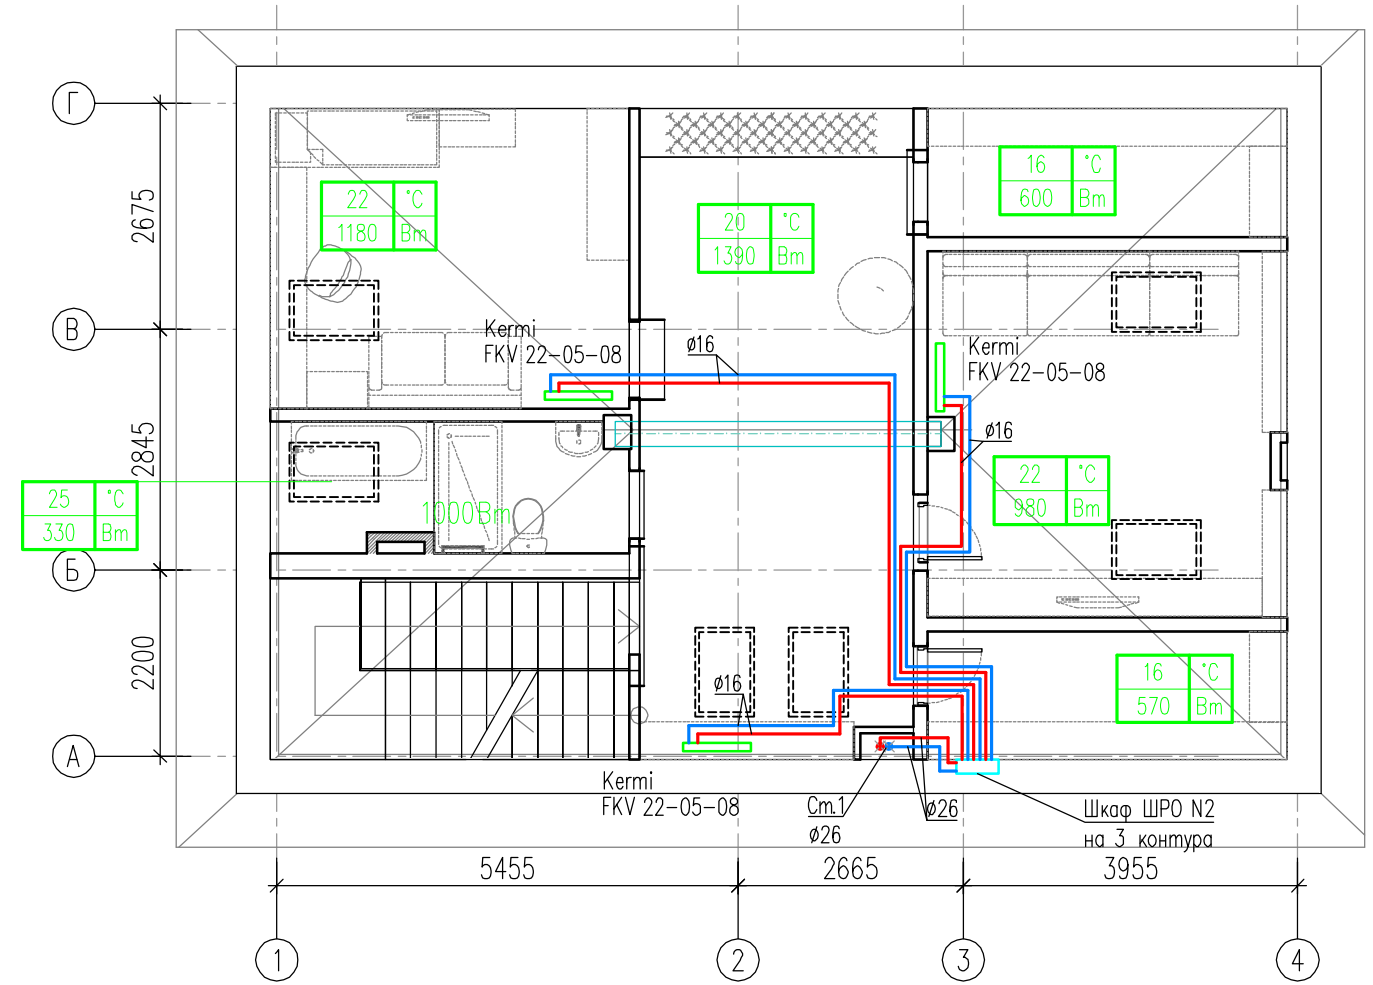 Г
2675
22 °C
1180 Вт
20 °C
1390 Вт
16 °C
600 Вт
В
Kermi
FKV 22-05-08
ø16
Kermi
FKV 22-05-08
ø16
2845
25 °C
330 Вт
1000Вт
22 °C
980 Вт
Б
2200
ø16
16 °C
570 Вт
А
Kermi
FKV 22-05-08
Ст.1
ø26
ø26
Шкаф ШРО N2
на 3 контура
5455
2665
3955
1
2
3
4